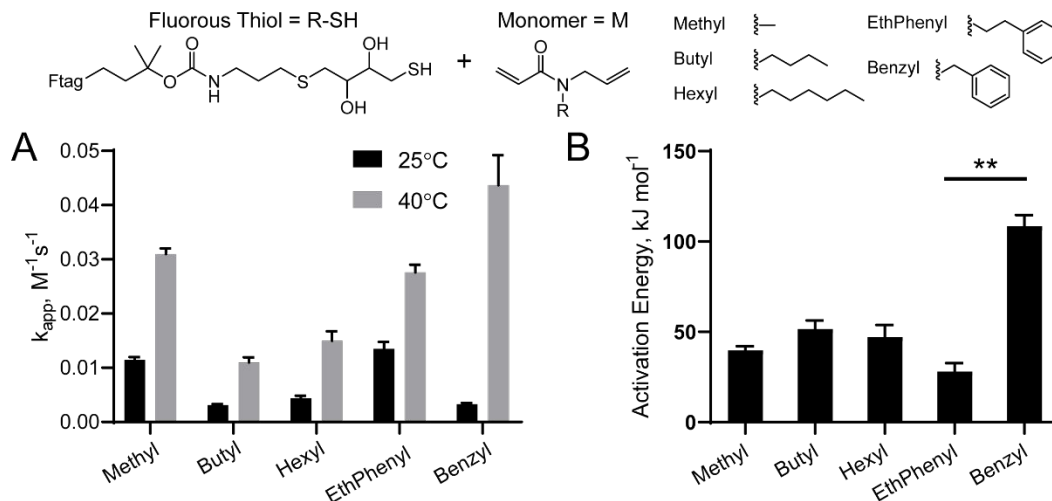 Fluorous Thiol = R-SH
Monomer = M
Ftag
O
O
N
H
S
OH
OH
SH
+
O
N
R
Methyl
Butyl
Hexyl
EthPhenyl
Benzyl
A
25°C
40°C
k_app, M⁻¹s⁻¹
0.05
0.04
0.03
0.02
0.01
0.00
Methyl
Butyl
Hexyl
EthPhenyl
Benzyl
B
**
Activation Energy, kJ mol⁻¹
150
100
50
0
Methyl
Butyl
Hexyl
EthPhenyl
Benzyl